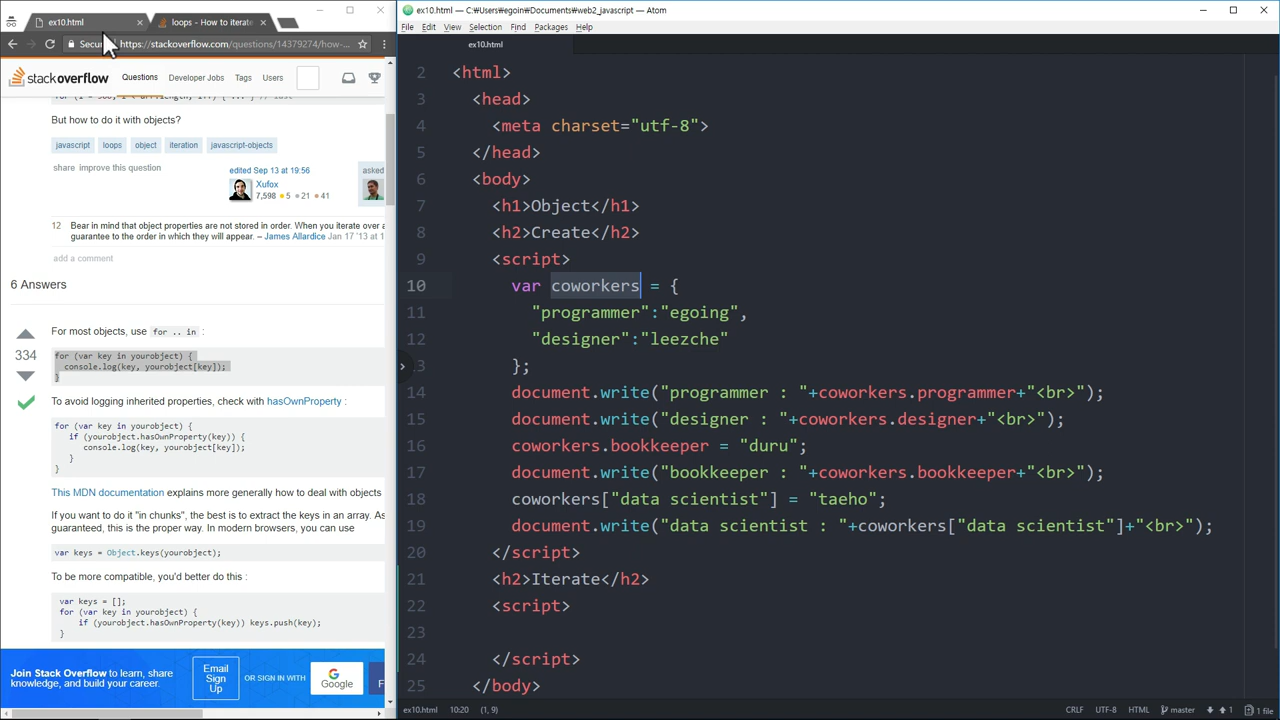 ex10.html
loops - How to iterate
Secure https://stackoverflow.com/questions/14379274/how-...
stackoverflow Questions Developer Jobs Tags Users
But how to do it with objects?
javascript loops object iteration javascript-objects
share improve this question
edited Sep 13 at 19:56
asked
Xufox
7,598 5 21 41
12 Bear in mind that object properties are not stored in order. When you iterate over a
guarantee to the order in which they will appear. – James Allardice Jan 17 '13 at 1
add a comment
6 Answers
For most objects, use for .. in :
334
for (var key in yourobject) {
console.log(key, yourobject[key]);
}
To avoid logging inherited properties, check with hasOwnProperty :
for (var key in yourobject) {
if (yourobject.hasOwnProperty(key)) {
console.log(key, yourobject[key]);
}
}
This MDN documentation explains more generally how to deal with objects
If you want to do it "in chunks", the best is to extract the keys in an array. As
guaranteed, this is the proper way. In modern browsers, you can use
var keys = Object.keys(yourobject);
To be more compatible, you'd better do this :
var keys = [];
for (var key in yourobject) {
if (yourobject.hasOwnProperty(key)) keys.push(key);
}
Join Stack Overflow to learn, share
knowledge, and build your career.
Email
Sign
Up
OR SIGN IN WITH
Google
F
ex10.html — C:₩Users₩egoing₩Documents₩web2_javascript — Atom
File Edit View Selection Find Packages Help
ex10.html
2 <html>
3 <head>
4 <meta charset="utf-8">
5 </head>
6 <body>
7 <h1>Object</h1>
8 <h2>Create</h2>
9 <script>
10 var coworkers = {
11 "programmer":"egoing",
12 "designer":"leezche"
13 };
14 document.write("programmer : "+coworkers.programmer+"<br>");
15 document.write("designer : "+coworkers.designer+"<br>");
16 coworkers.bookkeeper = "duru";
17 document.write("bookkeeper : "+coworkers.bookkeeper+"<br>");
18 coworkers["data scientist"] = "taeho";
19 document.write("data scientist : "+coworkers["data scientist"]+"<br>");
20 </script>
21 <h2>Iterate</h2>
22 <script>
23
24 </script>
25 </body>
ex10.html 10:20 (1, 9)
CRLF UTF-8 HTML master 1 1 file